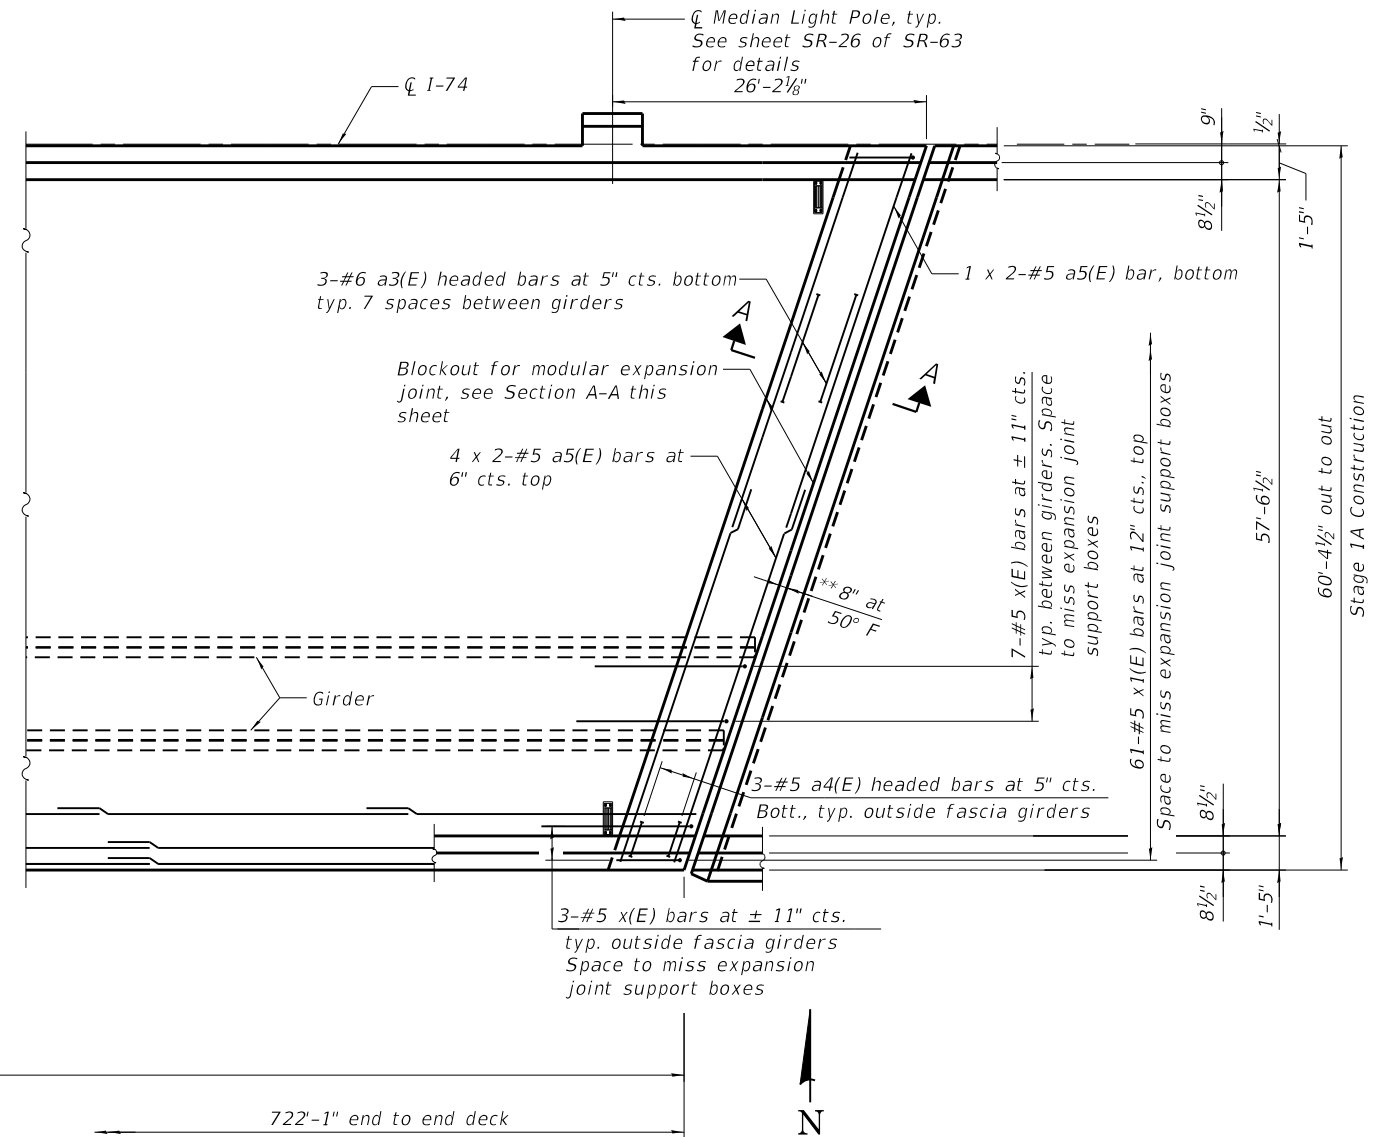 ℄ Median Light Pole, typ.
See sheet SR-26 of SR-63
for details
26'-2⅛"
℄ I-74
9"
½"
8½"
1'-5"
3-#6 a3(E) headed bars at 5" cts. bottom
typ. 7 spaces between girders
1 x 2-#5 a5(E) bar, bottom
A
A
Blockout for modular expansion
joint, see Section A-A this
sheet
4 x 2-#5 a5(E) bars at
6" cts. top
**8" at
50° F
7-#5 x(E) bars at ± 11" cts.
typ. between girders. Space
to miss expansion joint
support boxes
61-#5 x1(E) bars at 12" cts., top
Space to miss expansion joint support boxes
57'-6½"
60'-4½" out to out
Stage 1A Construction
Girder
3-#5 a4(E) headed bars at 5" cts.
Bott., typ. outside fascia girders
8½"
8½"
1'-5"
3-#5 x(E) bars at ± 11" cts.
typ. outside fascia girders
Space to miss expansion
joint support boxes
722'-1" end to end deck
N